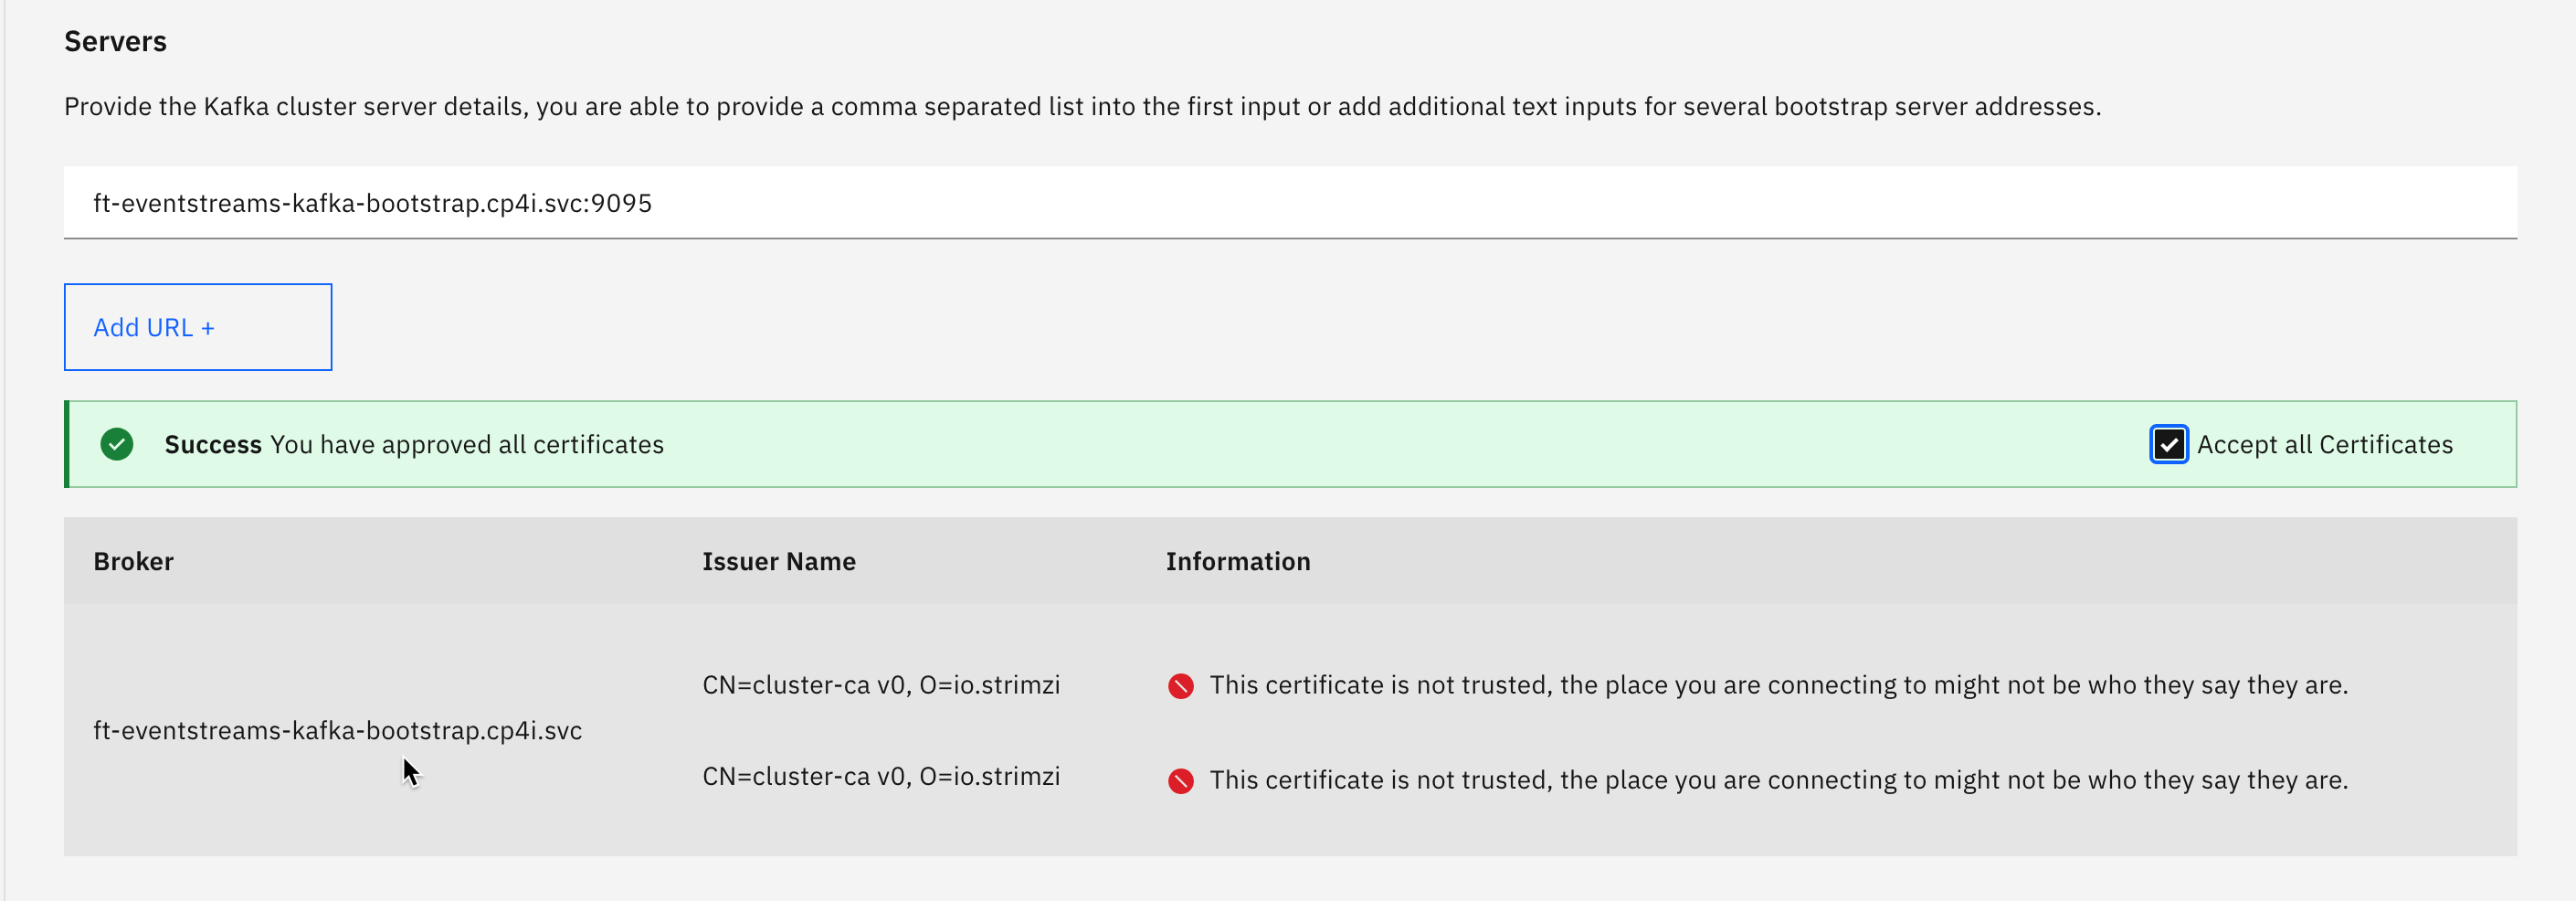 Servers
Provide the Kafka cluster server details, you are able to provide a comma separated list into the first input or add additional text inputs for several bootstrap server addresses.
ft-eventstreams-kafka-bootstrap.cp4i.svc:9095
Add URL +
Success You have approved all certificates
Accept all Certificates
Broker
Issuer Name
Information
ft-eventstreams-kafka-bootstrap.cp4i.svc
CN=cluster-ca v0, O=io.strimzi
This certificate is not trusted, the place you are connecting to might not be who they say they are.
CN=cluster-ca v0, O=io.strimzi
This certificate is not trusted, the place you are connecting to might not be who they say they are.